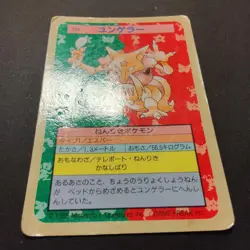 ユンゲラー
ねんりきポケモン
タイプ/エスパー
たかさ/1.3メートル おもさ/56.5キログラム
おもなわざ/テレポート・ねんりき
かなしばり
あるあさのこと、ちょうのうりょくしょうねん
が ベッドからめざめるとユンゲラーにへん
しんしていた。